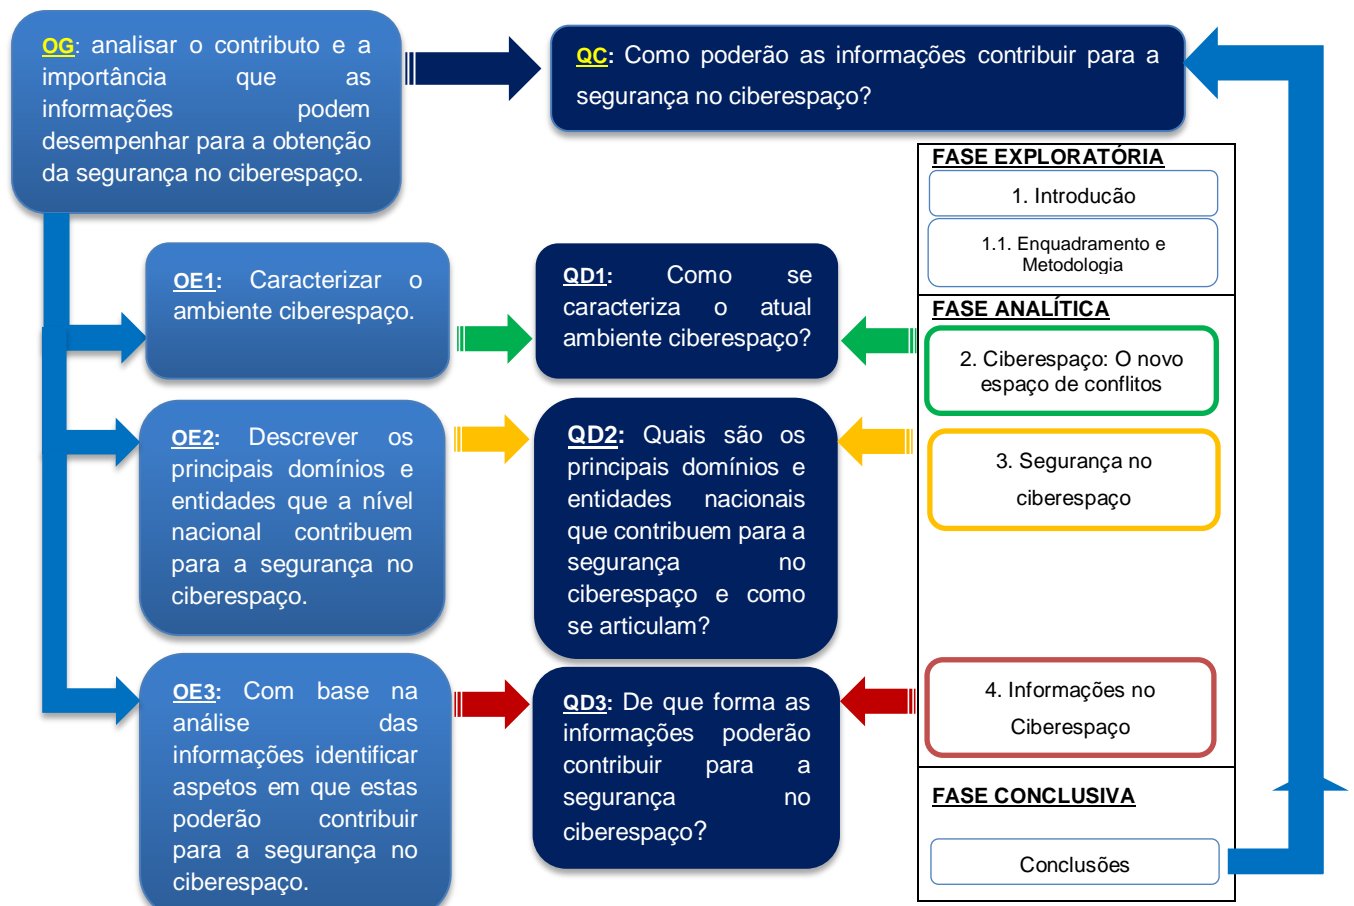 OG: analisar o contributo e a
importância que as
informações podem
desempenhar para a obtenção
da segurança no ciberespaço.
QC: Como poderão as informações contribuir para a
segurança no ciberespaço?
FASE EXPLORATÓRIA
1. Introducão
1.1. Enquadramento e
Metodologia
OE1: Caracterizar o
ambiente ciberespaço.
QD1: Como se
caracteriza o atual
ambiente ciberespaço?
FASE ANALÍTICA
2. Ciberespaço: O novo
espaço de conflitos
OE2: Descrever os
principais domínios e
entidades que a nível
nacional contribuem
para a segurança no
ciberespaço.
QD2: Quais são os
principais domínios e
entidades nacionais
que contribuem para a
segurança no
ciberespaço e como
se articulam?
3. Segurança no
ciberespaço
OE3: Com base na
análise das
informações identificar
aspetos em que estas
poderão contribuir
para a segurança no
ciberespaço.
QD3: De que forma as
informações poderão
contribuir para a
segurança no
ciberespaço?
4. Informações no
Ciberespaço
FASE CONCLUSIVA
Conclusões